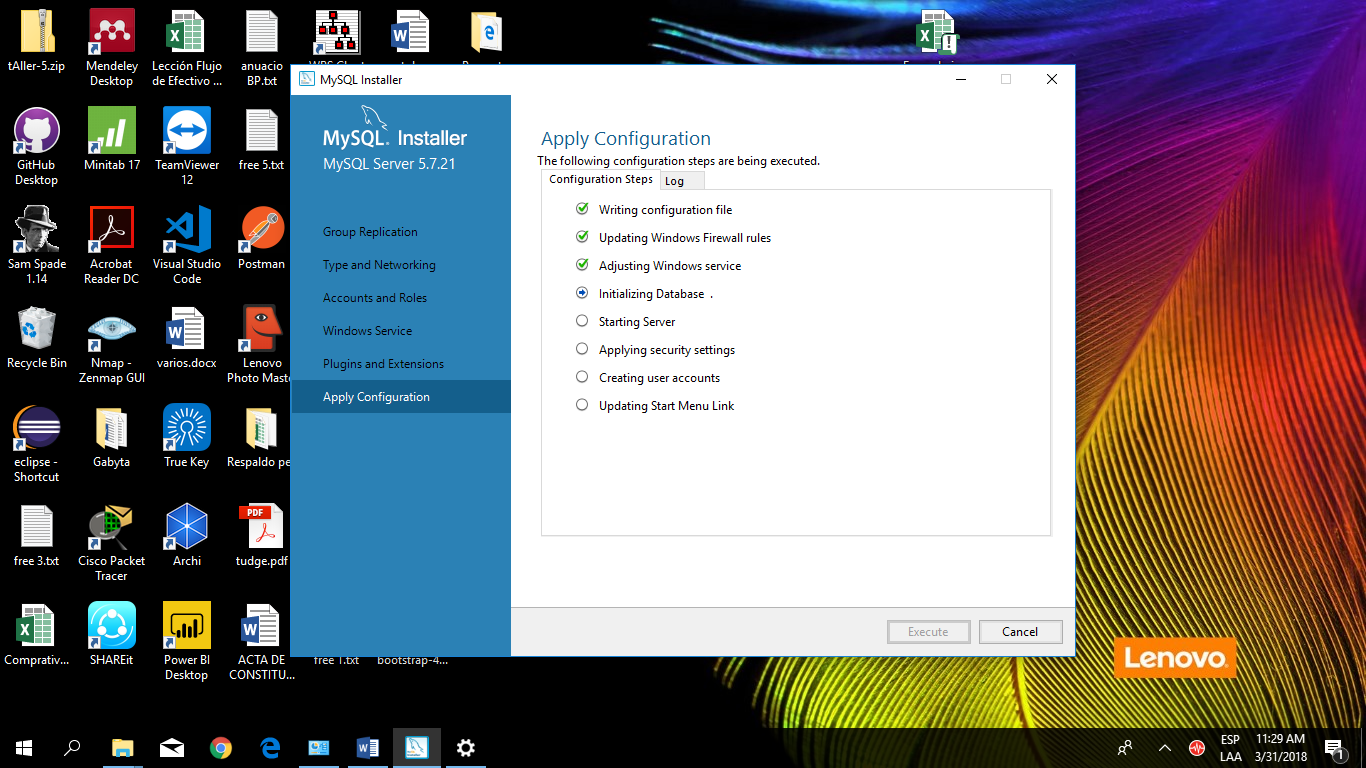 tAller-5.zip
Mendeley
Desktop
Lección Flujo
de Efectivo ...
anuacio
BP.txt
MySQL Installer
MySQL. Installer
MySQL Server 5.7.21
Group Replication
Type and Networking
Accounts and Roles
Windows Service
Plugins and Extensions
Apply Configuration
Apply Configuration
The following configuration steps are being executed.
Configuration Steps
Log
Writing configuration file
Updating Windows Firewall rules
Adjusting Windows service
Initializing Database .
Starting Server
Applying security settings
Creating user accounts
Updating Start Menu Link
Execute
Cancel
GitHub
Desktop
Minitab 17
TeamViewer
12
free 5.txt
Sam Spade
1.14
Acrobat
Reader DC
Visual Studio
Code
Postman
Recycle Bin
Nmap -
Zenmap GUI
varios.docx
Lenovo
eclipse -
Shortcut
Gabyta
True Key
Respaldo
free 3.txt
Cisco Packet
Tracer
Archi
PDF
tudge.pdf
Comprativ...
SHAREit
Power BI
Desktop
ACTA DE
CONSTITU...
free 1.txt
bootstrap-4...
Lenovo
ESP
LAA
11:29 AM
3/31/2018
1